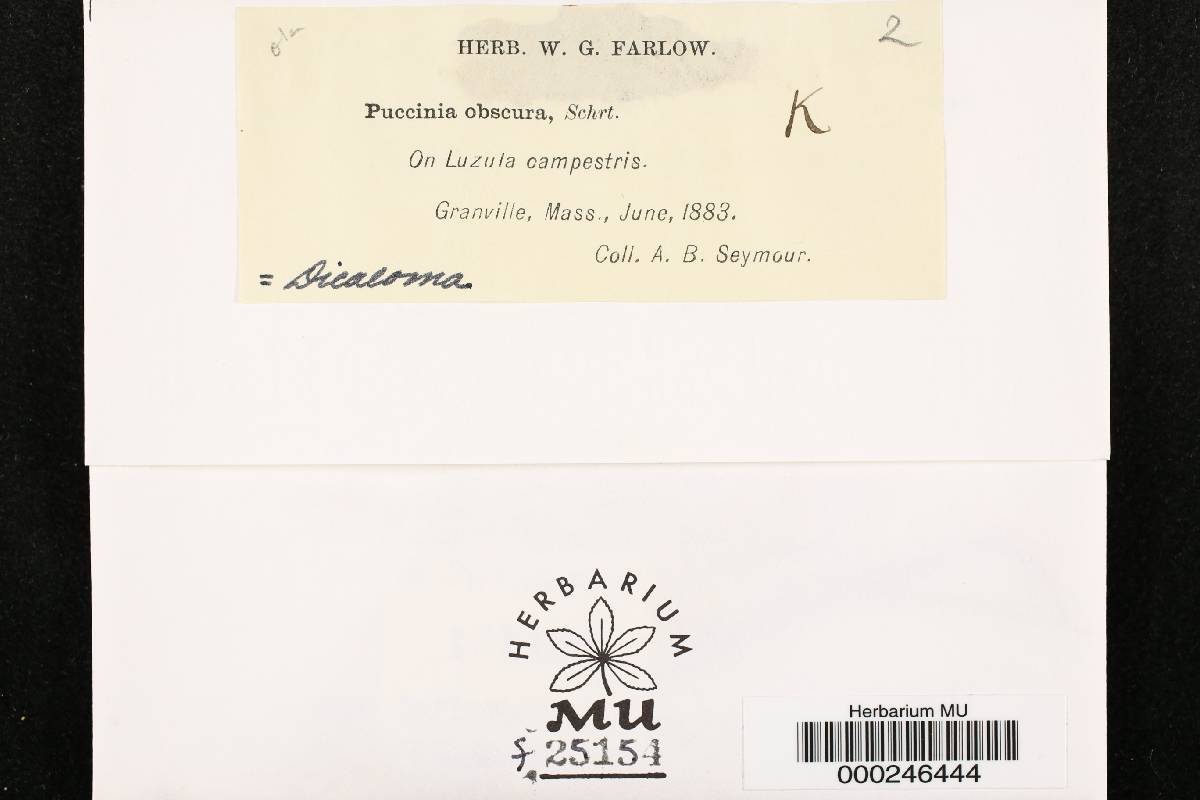 2
HERB. W. G. FARLOW.
K
Puccinia obscura, Schrt.
On Luzula campestris.
Granville, Mass., June, 1883.
Coll. A. B. Seymour.
= Dicaeoma
HERBARIUM
MU
f 25154
Herbarium MU
000246444